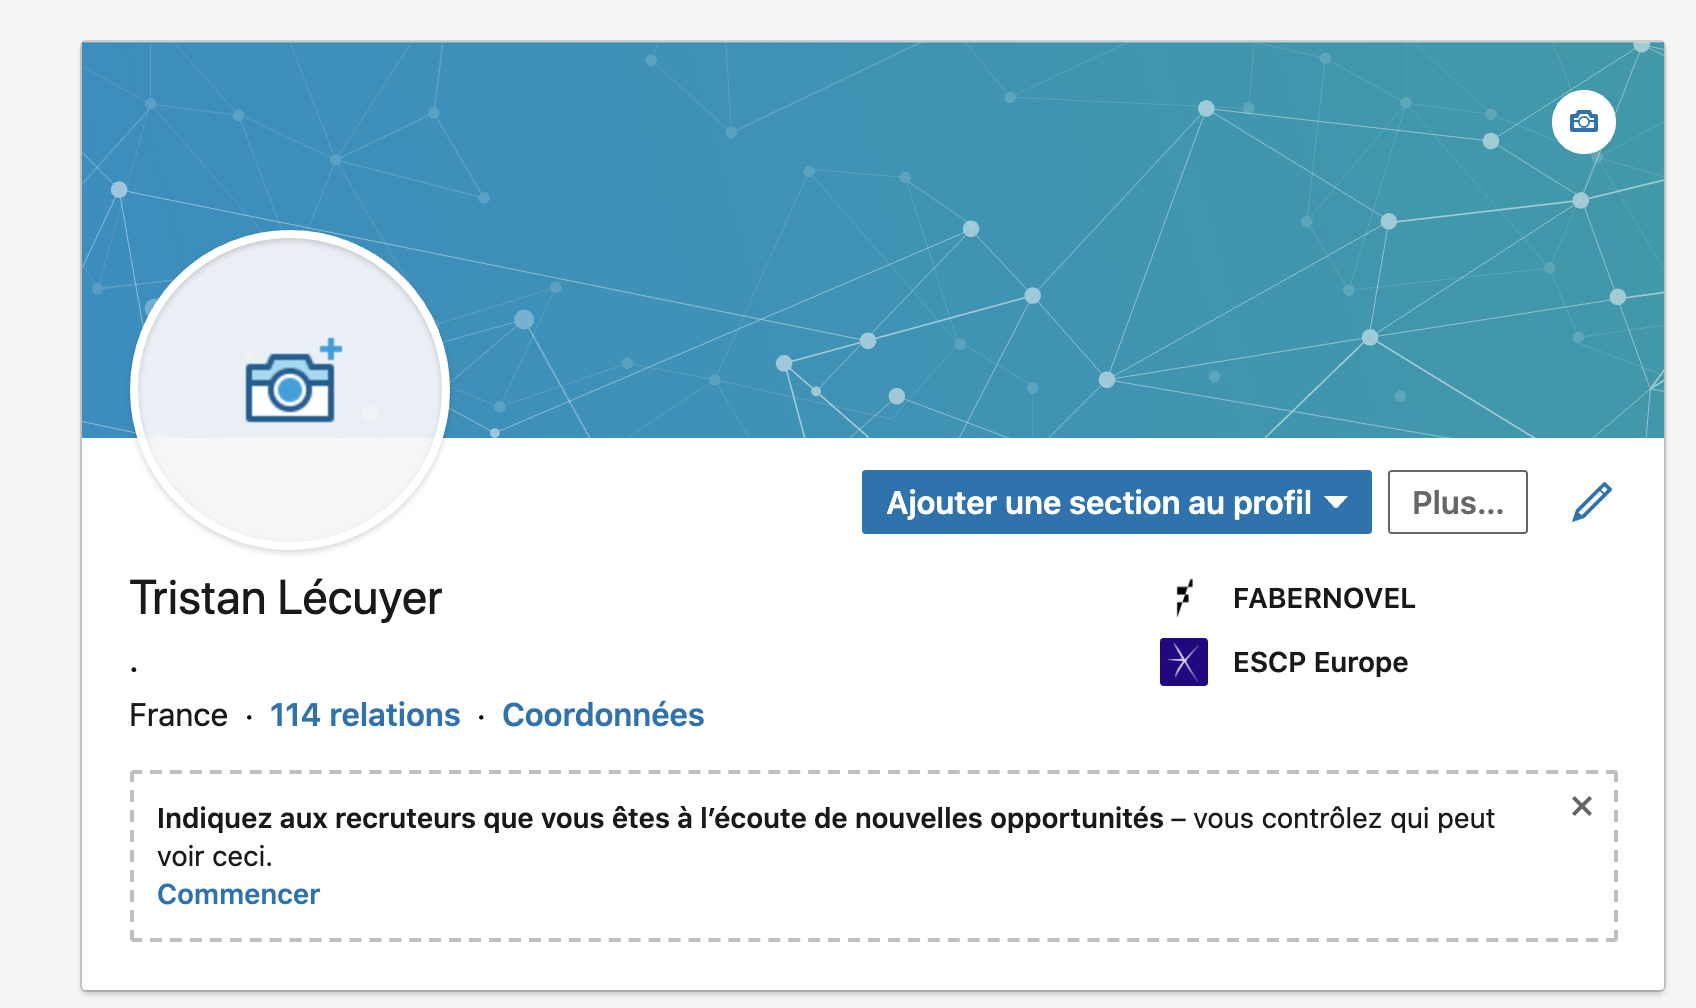 Ajouter une section au profil
Plus...
Tristan Lécuyer
.
France · 114 relations · Coordonnées
FABERNOVEL
ESCP Europe
Indiquez aux recruteurs que vous êtes à l’écoute de nouvelles opportunités – vous contrôlez qui peut
voir ceci.
Commencer